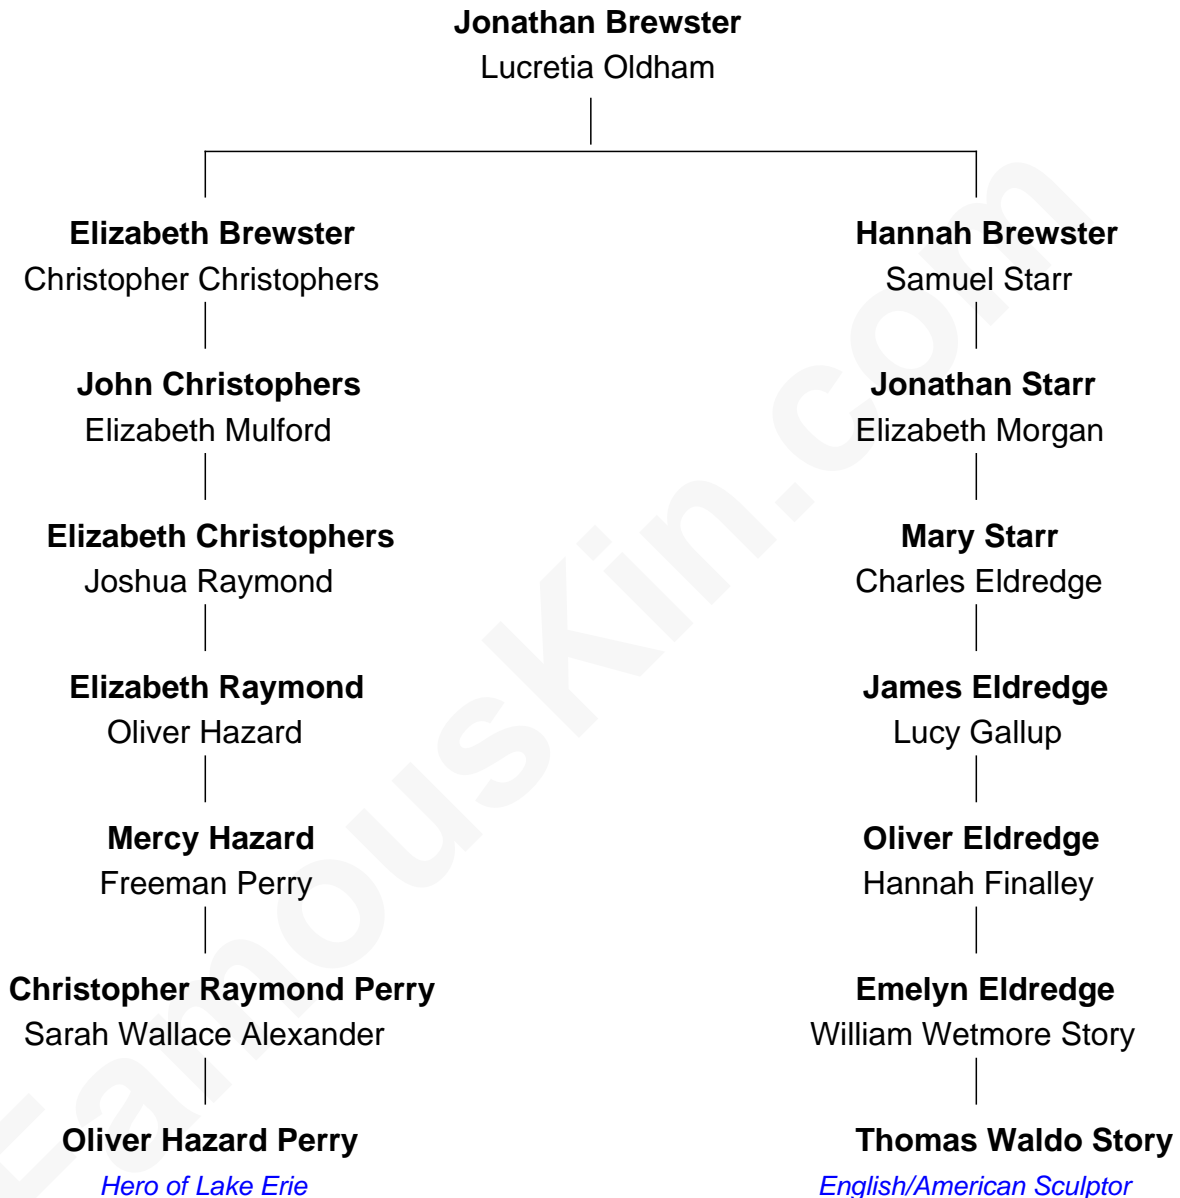 Jonathan Brewster
Lucretia Oldham
Elizabeth Brewster
Christopher Christophers
Hannah Brewster
Samuel Starr
John Christophers
Elizabeth Mulford
Jonathan Starr
Elizabeth Morgan
Elizabeth Christophers
Joshua Raymond
Mary Starr
Charles Eldredge
Elizabeth Raymond
Oliver Hazard
James Eldredge
Lucy Gallup
Mercy Hazard
Freeman Perry
Oliver Eldredge
Hannah Finalley
Christopher Raymond Perry
Sarah Wallace Alexander
Emelyn Eldredge
William Wetmore Story
Oliver Hazard Perry
Hero of Lake Erie
Thomas Waldo Story
English/American Sculptor
FamousKin.com